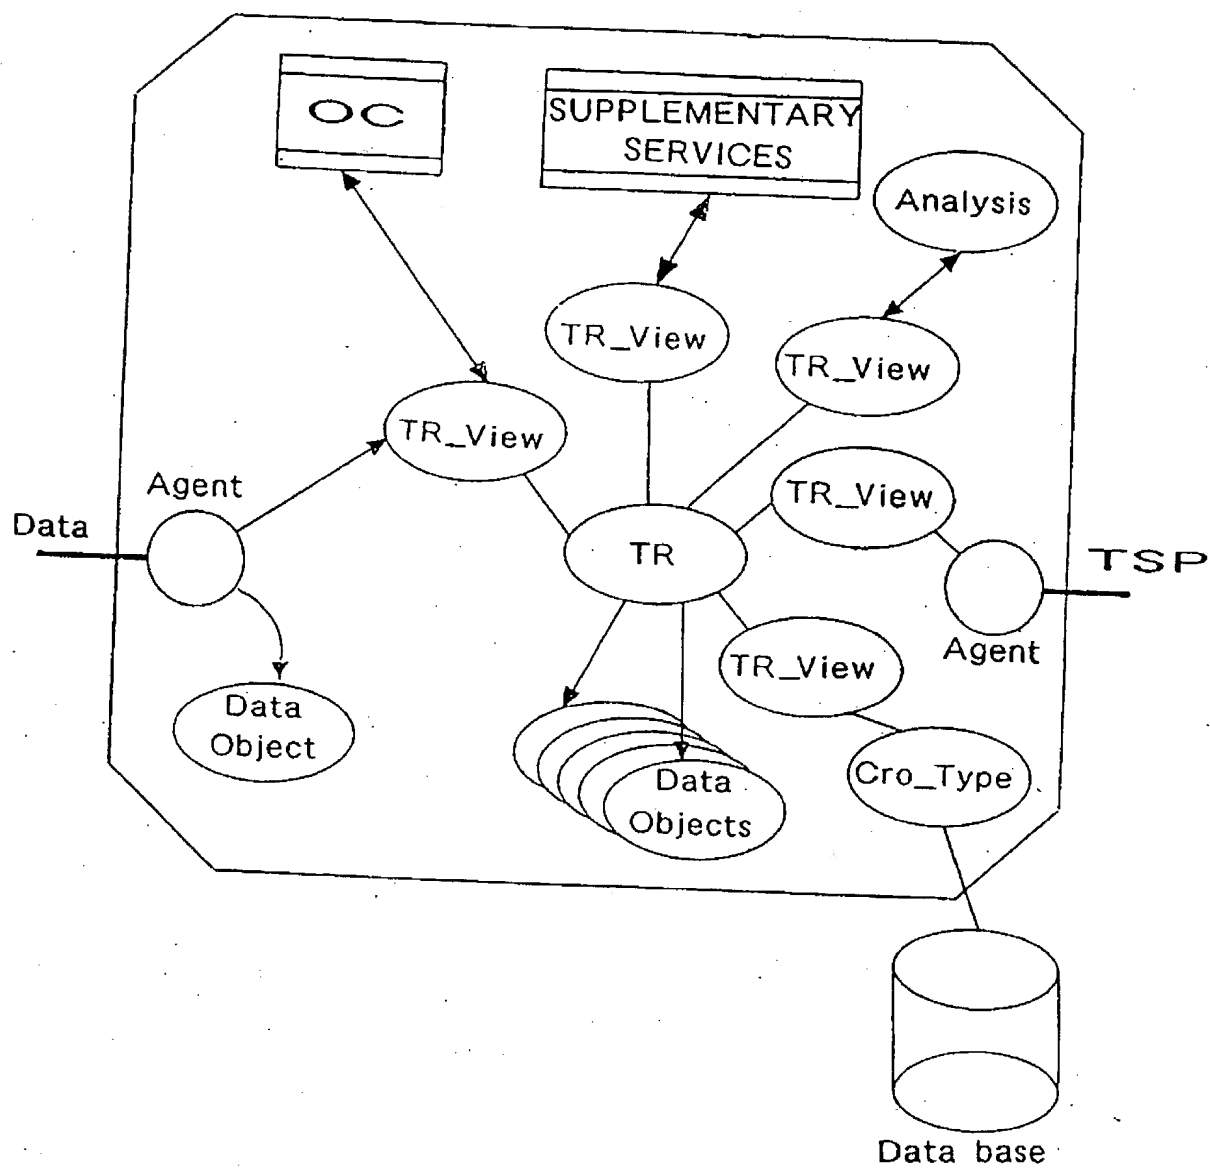 OC
SUPPLEMENTARY
SERVICES
Analysis
TR_View
TR_View
TR_View
Agent
TR_View
Data
TR
TSP
Agent
TR_View
Data
Object
Data
Objects
Cro_Type
Data base